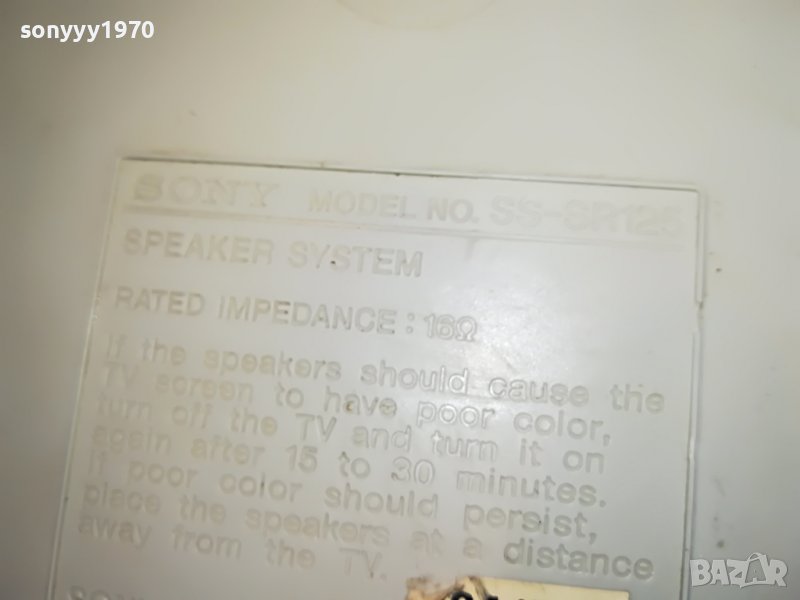 sonyyy1970
SONY MODEL NO. SS-SR125
SPEAKER SYSTEM
RATED IMPEDANCE : 16Ω
If the speakers should cause the
TV screen to have poor color,
turn off the TV and turn it on
again after 15 to 30 minutes.
If poor color should persist,
place the speakers at a distance
away from the TV.
BAZAR